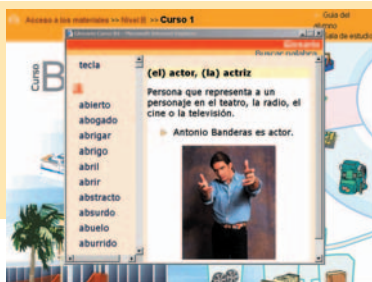 Acceso a los materiales >> Nivel B >> Curso 1
Guía del
alumno
Sala de estudio
Glosario
Buscar palabra
Curso
B
tecla
a
abierto
abogado
abrigar
abrigo
abril
abrir
abstracto
absurdo
abuelo
aburrido
(el) actor, (la) actriz
Persona que representa a un
personaje en el teatro, la radio, el
cine o la televisión.
Antonio Banderas es actor.